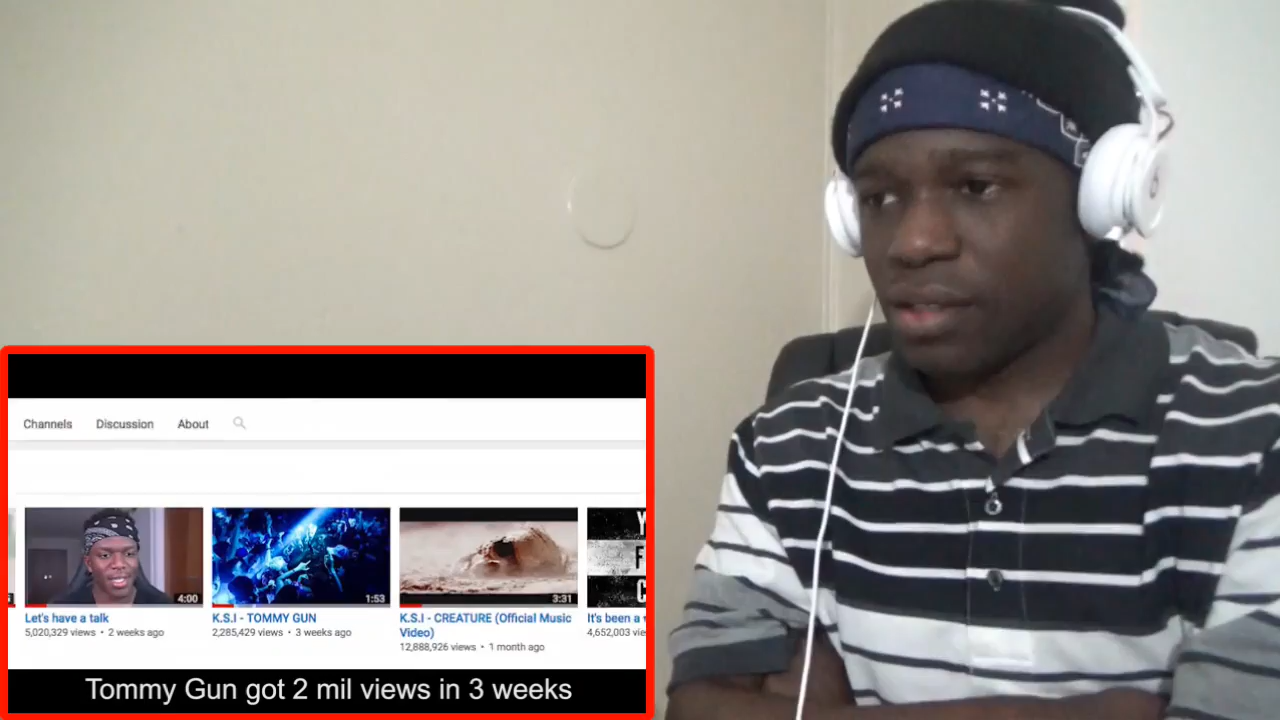 Channels Discussion About
4:00 1:53 3:31
Let's have a talk K.S.I - TOMMY GUN K.S.I - CREATURE (Official Music Video) It's been a
5,020,329 views • 2 weeks ago 2,285,429 views • 3 weeks ago 12,888,926 views • 1 month ago 4,652,003 vie
Tommy Gun got 2 mil views in 3 weeks